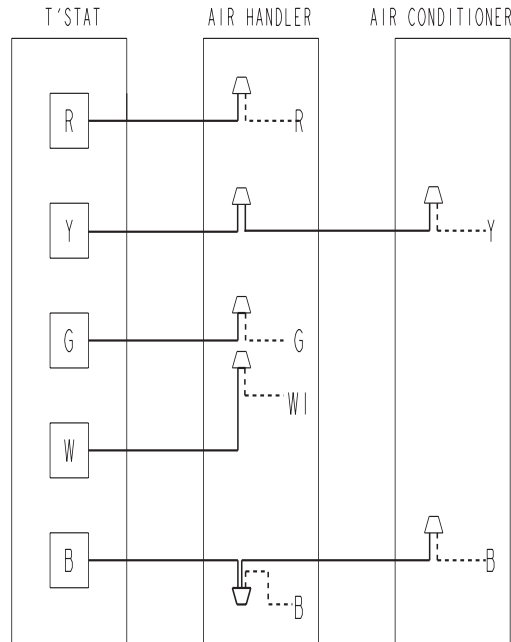 T'STAT AIR HANDLER AIR CONDITIONER
R R
Y Y
G G
W1
W
B B
B